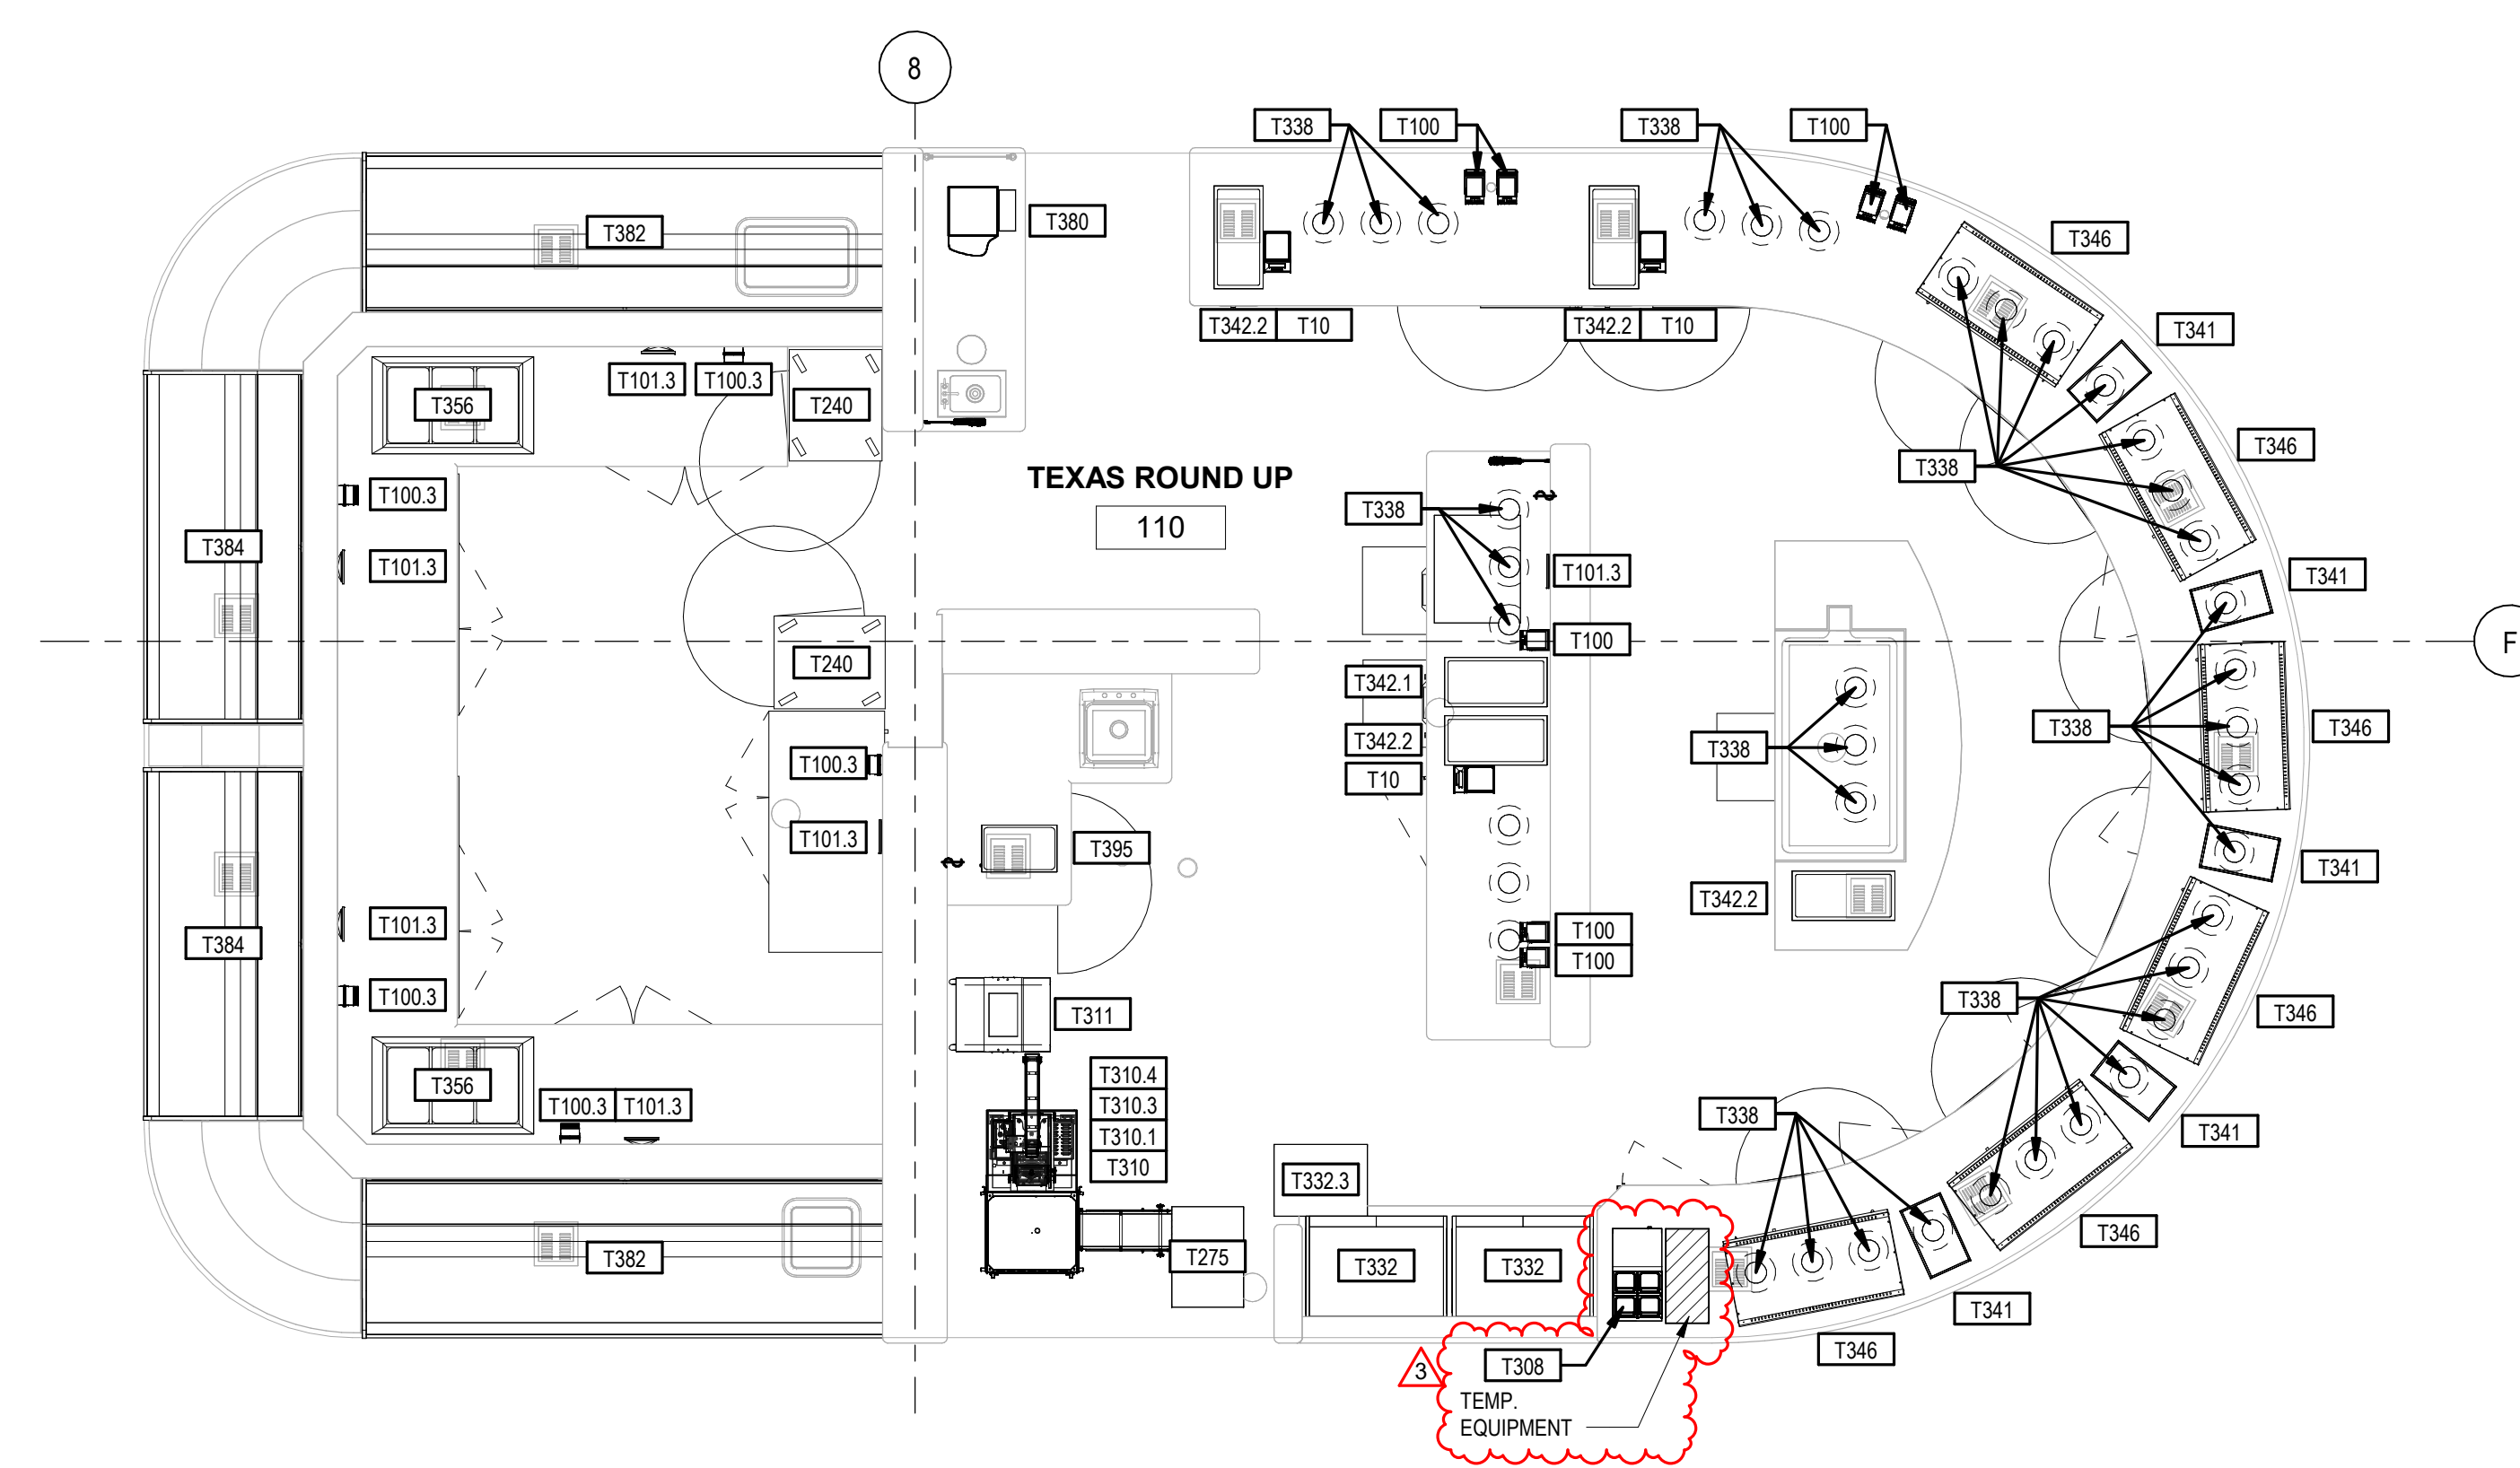 8
T338
T100
T338
T100
T382
T380
T346
T342.2 T10
T342.2 T10
T341
T101.3
T100.3
T356
T240
T346
T338
TEXAS ROUND UP
110
T100.3
T338
T384
T101.3
T101.3
T341
T100
F
T240
T342.1
T338
T346
T338
T342.2
T100.3
T10
T101.3
T395
T341
T342.2
T101.3
T384
T100
T100
T100.3
T338
T311
T346
T310.4
T356
T310.3
T100.3 T101.3
T338
T310.1
T341
T310
T332.3
T346
T382
T275
T332
T332
T341
T346
3
T308
TEMP.
EQUIPMENT